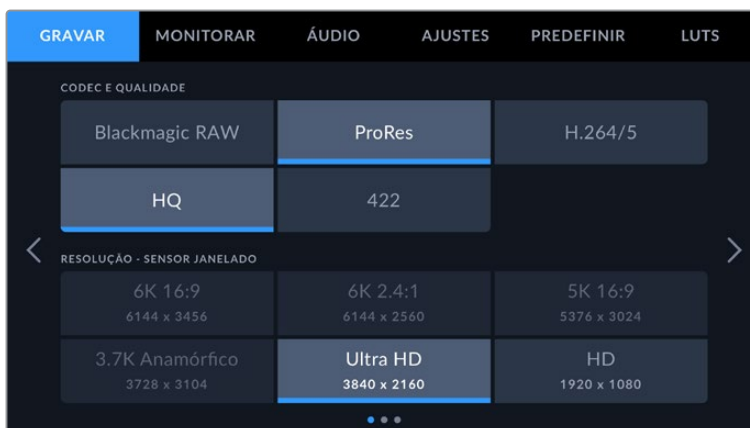 GRAVAR MONITORAR ÁUDIO AJUSTES PREDEFINIR LUTS
CODEC E QUALIDADE
Blackmagic RAW ProRes H.264/5
HQ 422
RESOLUÇÃO - SENSOR JANELADO
6K 16:9 6K 2.4:1 5K 16:9
6144 x 3456 6144 x 2560 5376 x 3024
3.7K Anamórfico Ultra HD HD
3728 x 3104 3840 x 2160 1920 x 1080